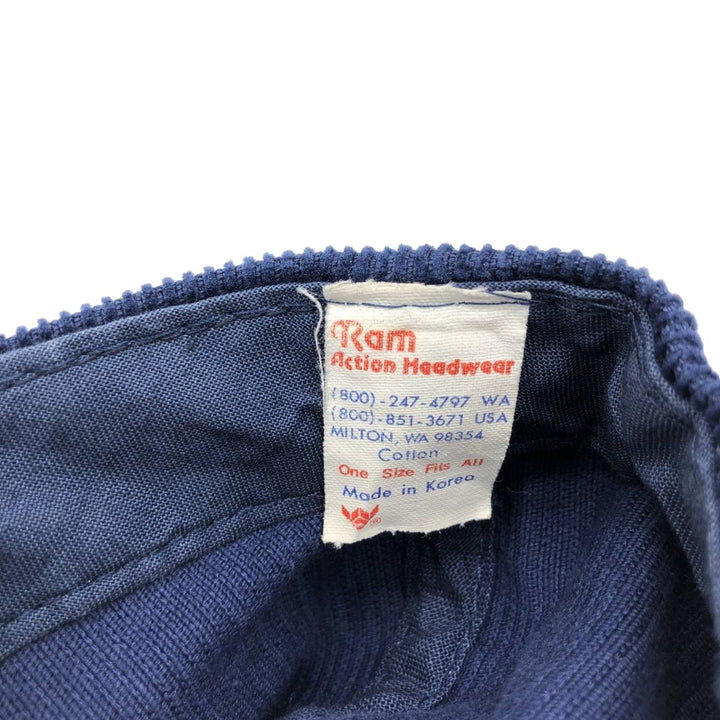 Ram
Action Headwear
(800)-247-4797 WA
(800)-851-3671 USA
MILTON, WA 98354
Cotton
One Size Fits All
Made in Korea
®